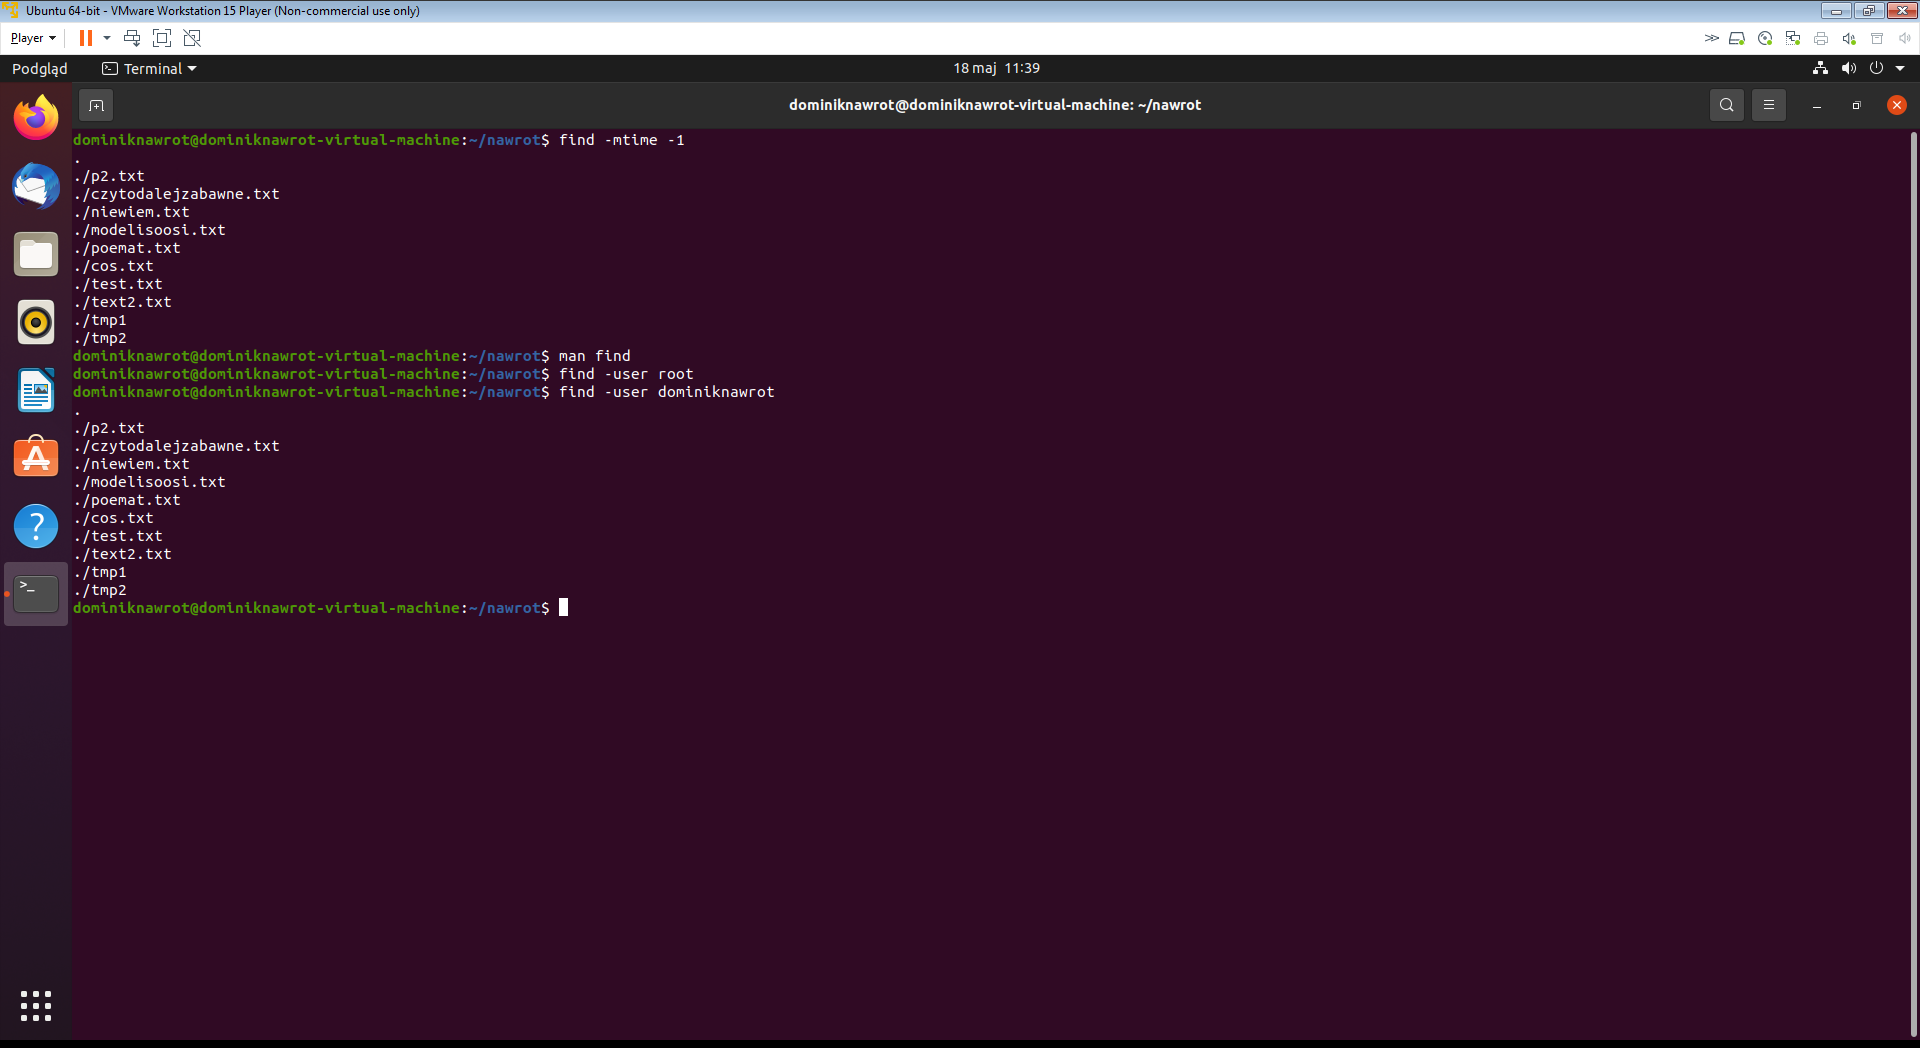 Ubuntu 64-bit - VMware Workstation 15 Player (Non-commercial use only)
Player
Podgląd Terminal 18 maj 11:39
dominiknawrot@dominiknawrot-virtual-machine: ~/nawrot
dominiknawrot@dominiknawrot-virtual-machine:~/nawrot$ find -mtime -1
.
./p2.txt
./czytodalejzabawne.txt
./niewiem.txt
./modelisoosi.txt
./poemat.txt
./cos.txt
./test.txt
./text2.txt
./tmp1
./tmp2
dominiknawrot@dominiknawrot-virtual-machine:~/nawrot$ man find
dominiknawrot@dominiknawrot-virtual-machine:~/nawrot$ find -user root
dominiknawrot@dominiknawrot-virtual-machine:~/nawrot$ find -user dominiknawrot
.
./p2.txt
./czytodalejzabawne.txt
./niewiem.txt
./modelisoosi.txt
./poemat.txt
./cos.txt
./test.txt
./text2.txt
./tmp1
./tmp2
dominiknawrot@dominiknawrot-virtual-machine:~/nawrot$